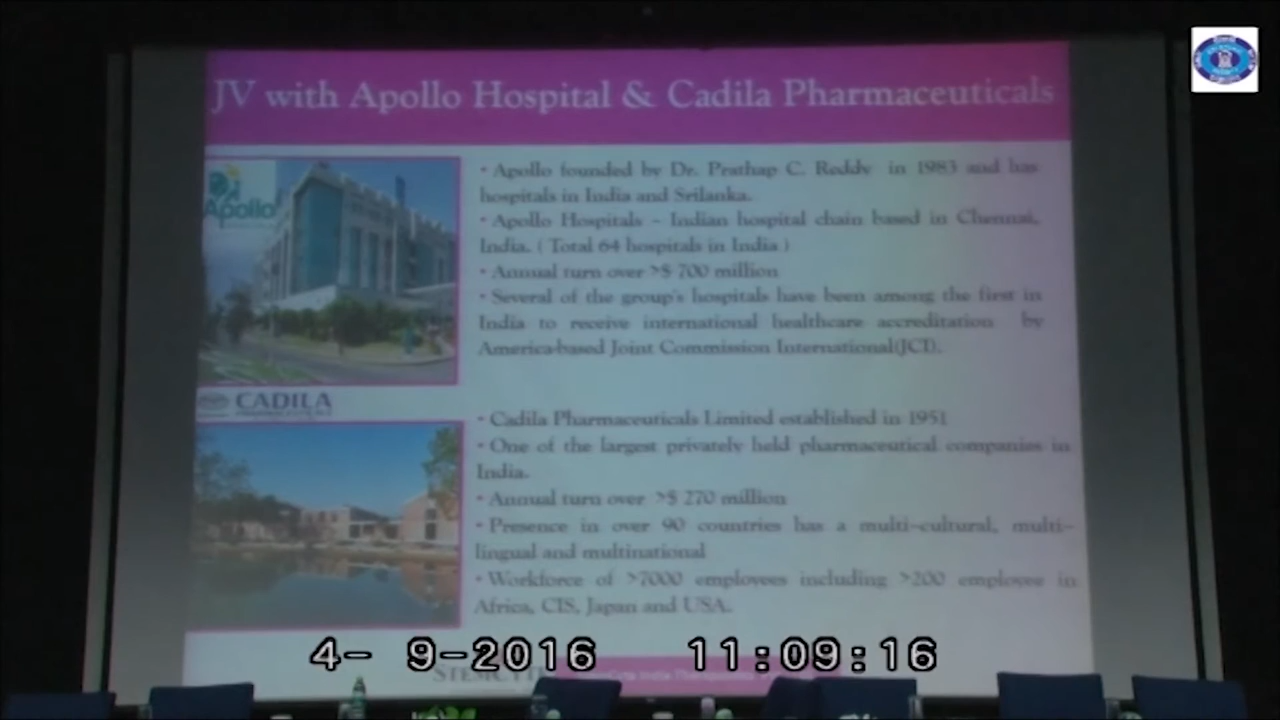 JV with Apollo Hospital & Cadila Pharmaceuticals
Apollo
• Apollo founded by Dr. Prathap C. Reddy in 1983 and has
hospitals in India and Srilanka.
• Apollo Hospitals – Indian hospital chain based in Chennai,
India. ( Total 64 hospitals in India )
• Annual turn over >$ 700 million
• Several of the group's hospitals have been among the first in
India to receive international healthcare accreditation by
America-based Joint Commission International(JCI).
CADILA
• Cadila Pharmaceuticals Limited established in 1951
• One of the largest privately held pharmaceutical companies in
India.
• Annual turn over >$ 270 million
• Presence in over 90 countries has a multi-cultural, multi-
lingual and multinational
• Workforce of >7000 employees including >200 employee in
Africa, CIS, Japan and USA.
4- 9-2016 11:09:16